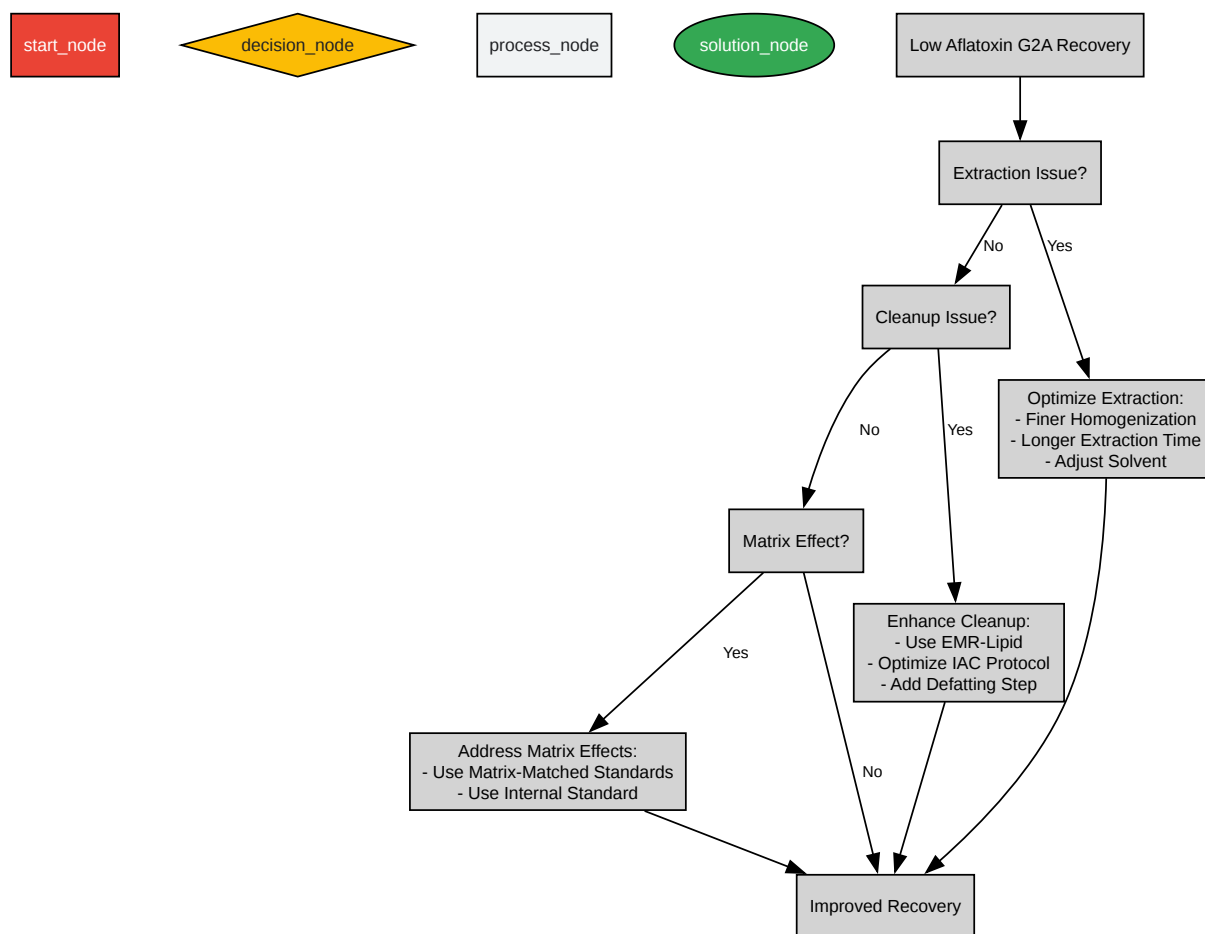 start_node
decision_node
process_node
solution_node
Low Aflatoxin G2A Recovery
Extraction Issue?
No
Yes
Cleanup Issue?
Optimize Extraction:
- Finer Homogenization
- Longer Extraction Time
- Adjust Solvent
No
Yes
Matrix Effect?
Enhance Cleanup:
- Use EMR-Lipid
- Optimize IAC Protocol
- Add Defatting Step
Yes
Address Matrix Effects:
- Use Matrix-Matched Standards
- Use Internal Standard
No
Improved Recovery